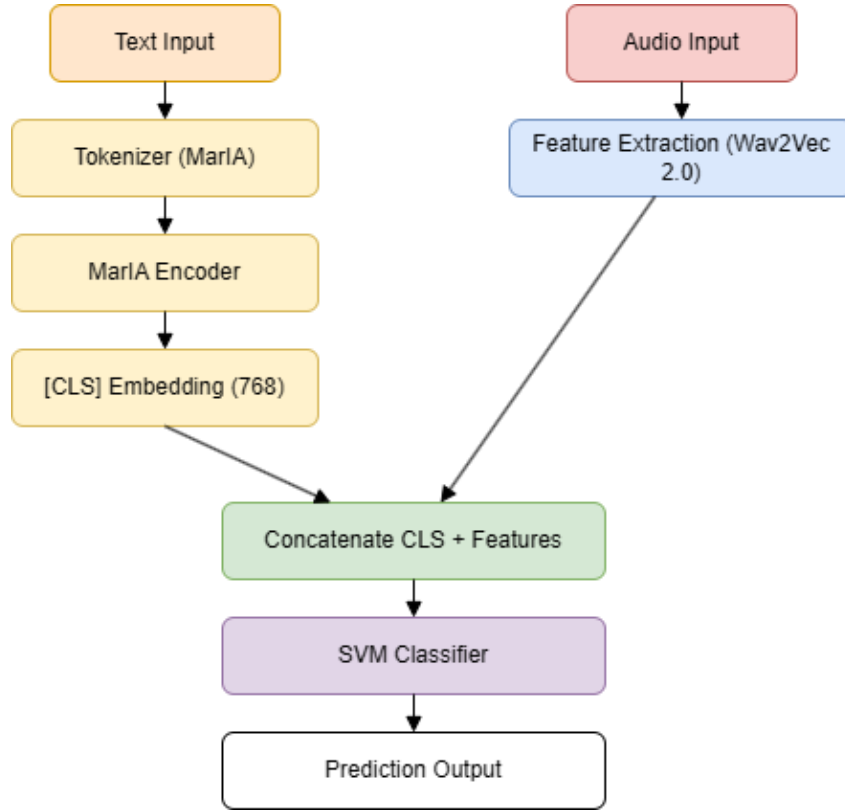 Text Input
Audio Input
Tokenizer (MarIA)
Feature Extraction (Wav2Vec
2.0)
MarIA Encoder
[CLS] Embedding (768)
Concatenate CLS + Features
SVM Classifier
Prediction Output